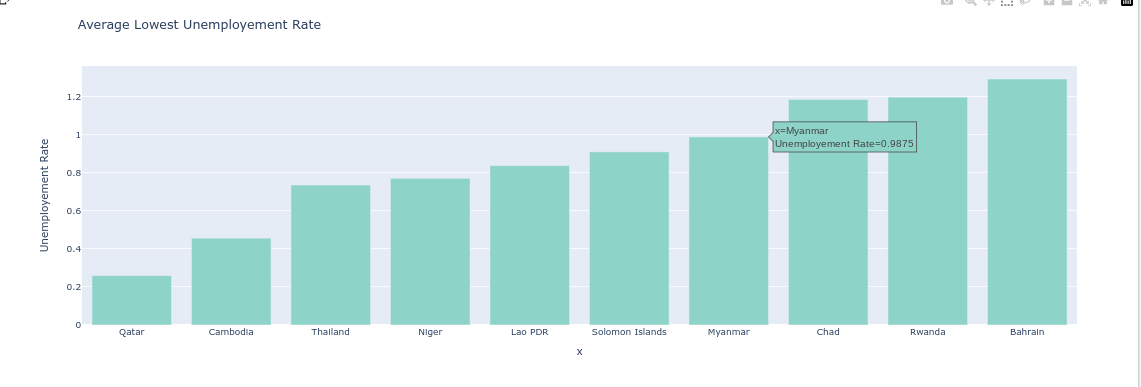 Average Lowest Unemployement Rate
Unemployement Rate
1.2
1
0.8
0.6
0.4
0.2
0
x=Myanmar
Unemployement Rate=0.9875
Qatar Cambodia Thailand Niger Lao PDR Solomon Islands Myanmar Chad Rwanda Bahrain
x